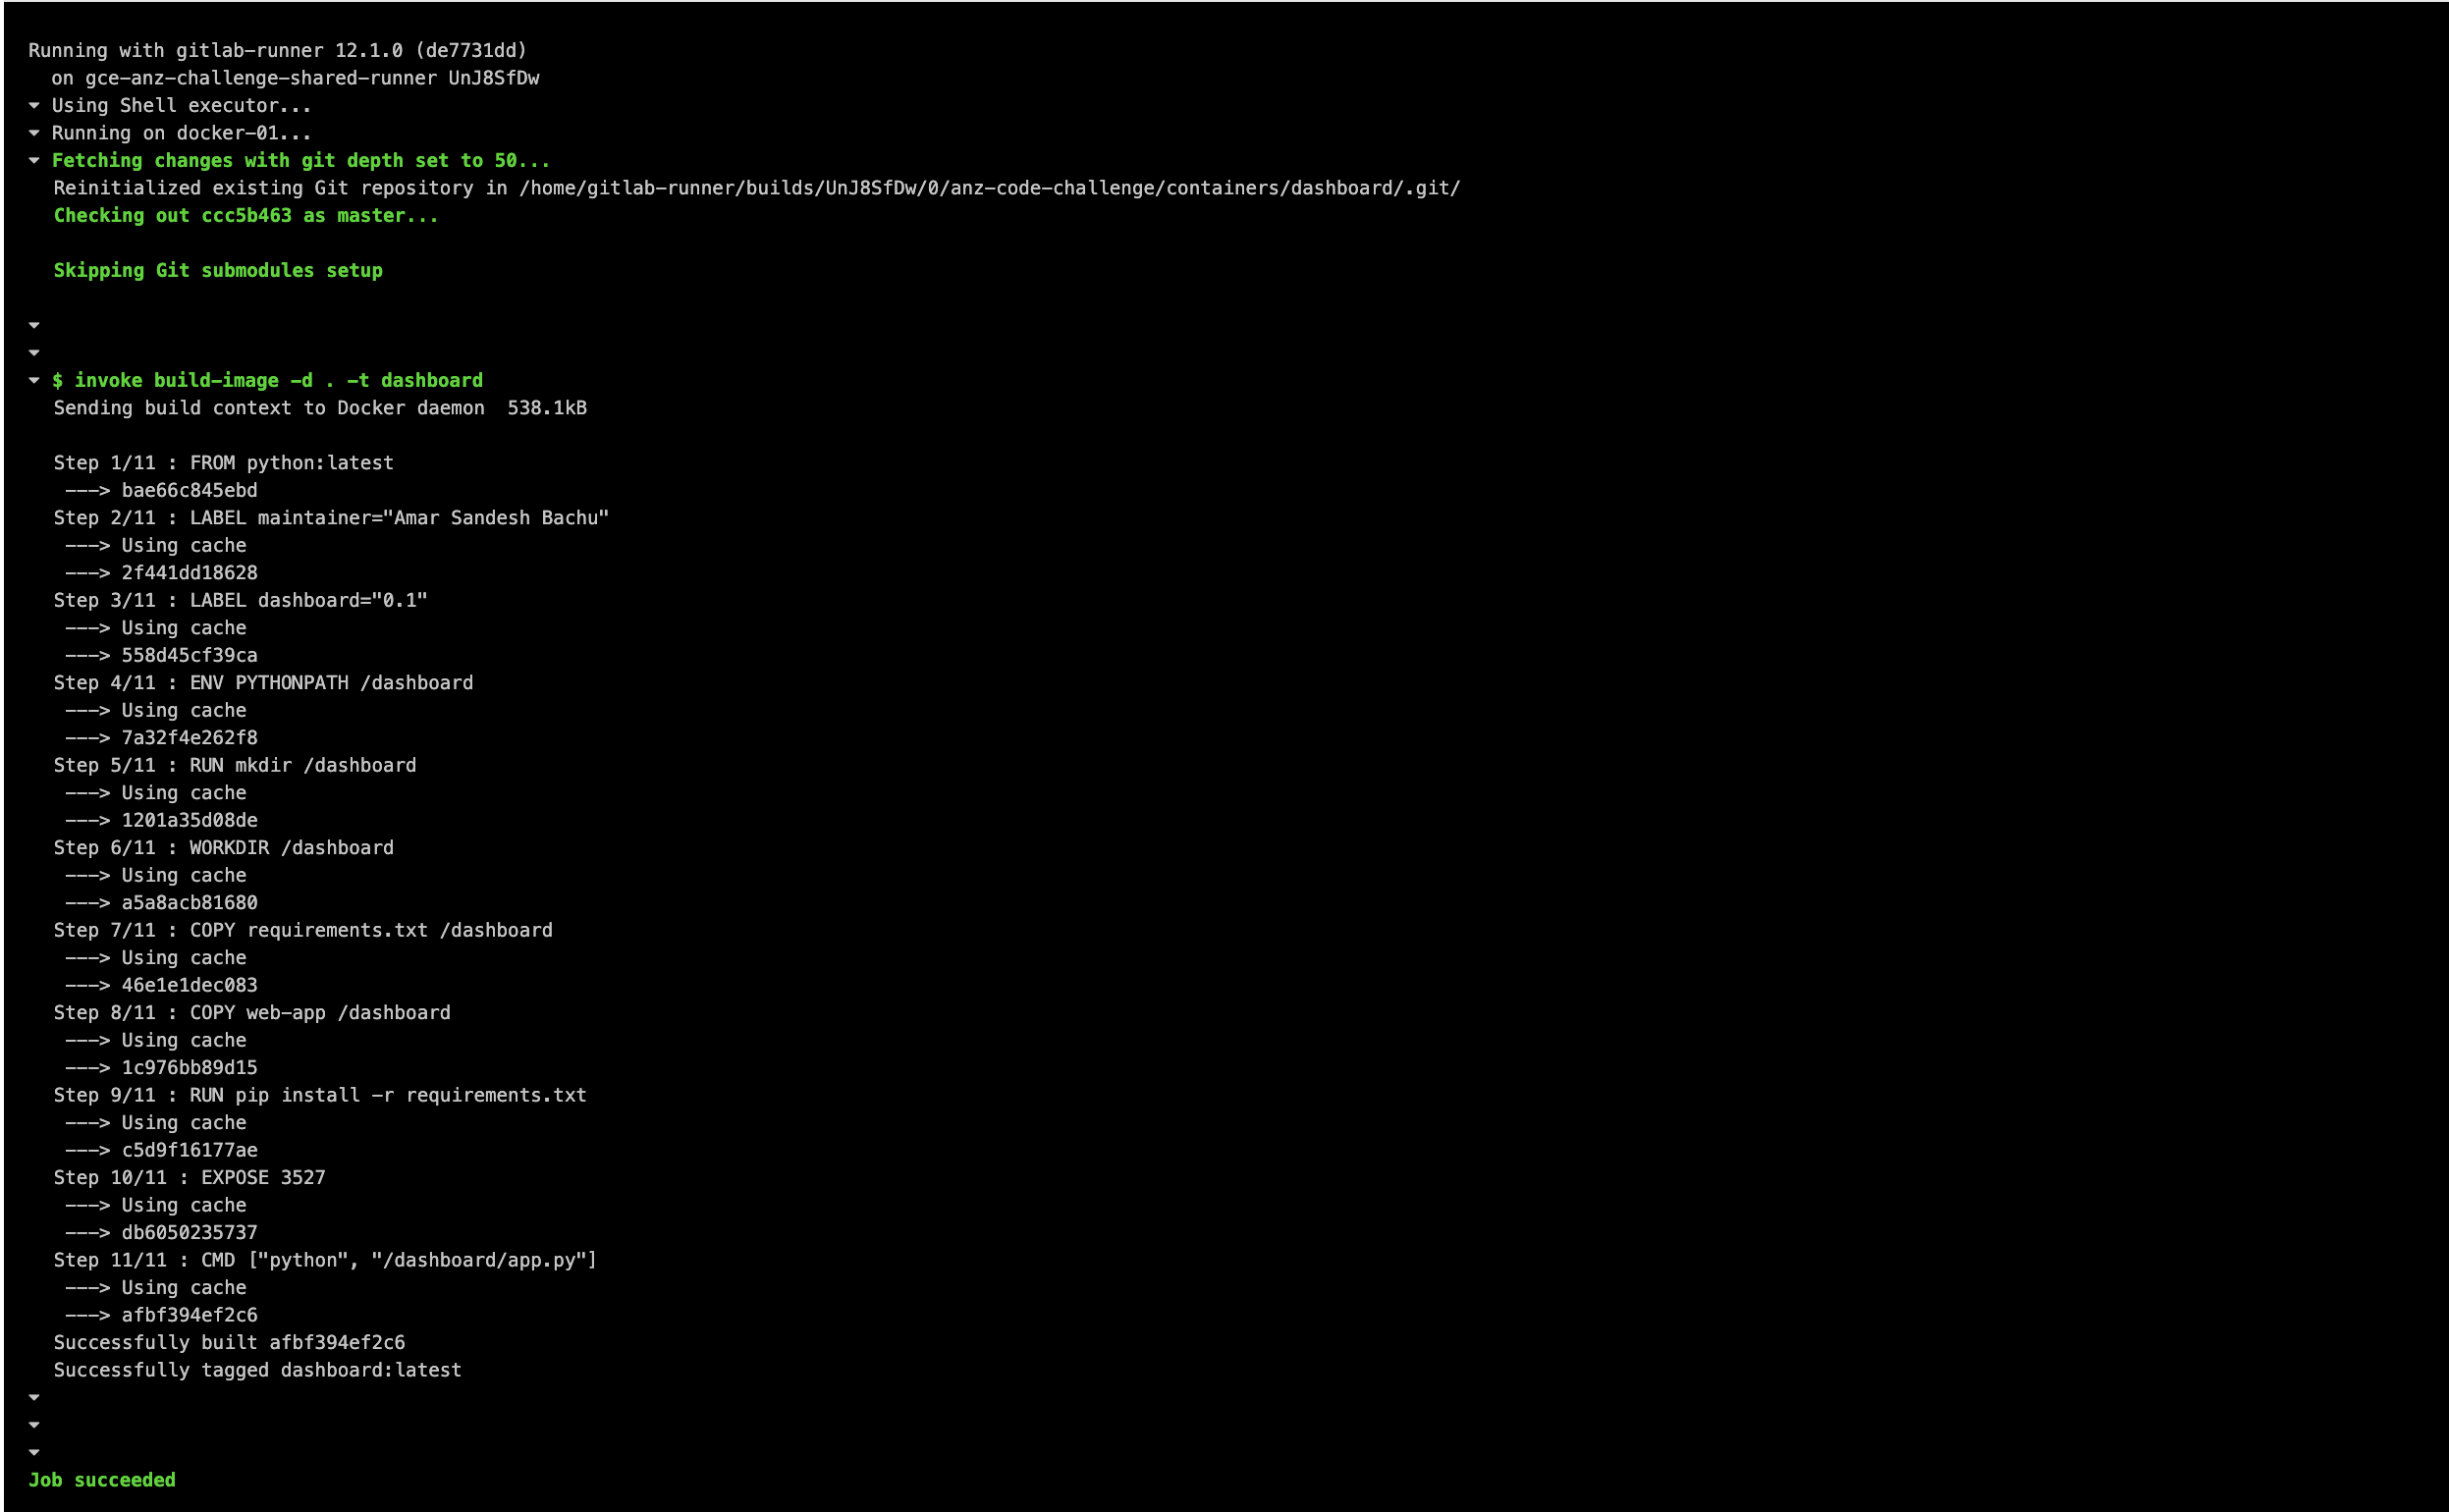 Running with gitlab-runner 12.1.0 (de7731dd)
on gce-anz-challenge-shared-runner UnJ8SfDw
Using Shell executor...
Running on docker-01...
Fetching changes with git depth set to 50...
Reinitialized existing Git repository in /home/gitlab-runner/builds/UnJ8SfDw/0/anz-code-challenge/containers/dashboard/.git/
Checking out ccc5b463 as master...
Skipping Git submodules setup
$ invoke build-image -d . -t dashboard
Sending build context to Docker daemon  538.1kB
Step 1/11 : FROM python:latest
---> bae66c845ebd
Step 2/11 : LABEL maintainer="Amar Sandesh Bachu"
---> Using cache
---> 2f441dd18628
Step 3/11 : LABEL dashboard="0.1"
---> Using cache
---> 558d45cf39ca
Step 4/11 : ENV PYTHONPATH /dashboard
---> Using cache
---> 7a32f4e262f8
Step 5/11 : RUN mkdir /dashboard
---> Using cache
---> 1201a35d08de
Step 6/11 : WORKDIR /dashboard
---> Using cache
---> a5a8acb81680
Step 7/11 : COPY requirements.txt /dashboard
---> Using cache
---> 46e1e1dec083
Step 8/11 : COPY web-app /dashboard
---> Using cache
---> 1c976bb89d15
Step 9/11 : RUN pip install -r requirements.txt
---> Using cache
---> c5d9f16177ae
Step 10/11 : EXPOSE 3527
---> Using cache
---> db6050235737
Step 11/11 : CMD ["python", "/dashboard/app.py"]
---> Using cache
---> afbf394ef2c6
Successfully built afbf394ef2c6
Successfully tagged dashboard:latest
Job succeeded